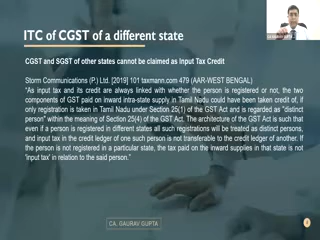 ITC of CGST of a different state
CGST and SGST of other states cannot be claimed as Input Tax Credit
Storm Communications (P.) Ltd. [2019] 101 taxmann.com 479 (AAR-WEST BENGAL)
"As input tax and its credit are always linked with whether the person is registered or not, the two
components of GST paid on inward intra-state supply in Tamil Nadu could have been taken credit of, if
only registration is taken in Tamil Nadu under Section 25(1) of the GST Act and is regarded as "distinct
person" within the meaning of Section 25(4) of the GST Act. The architecture of the GST Act is such that
even if a person is registered in different states all such registrations will be treated as distinct persons,
and input tax in the credit ledger of one such person is not transferable to the credit ledger of another. If
the person is not registered in a particular state, the tax paid on the inward supplies in that state is not
'input tax' in relation to the said person."
CA. GAURAV GUPTA